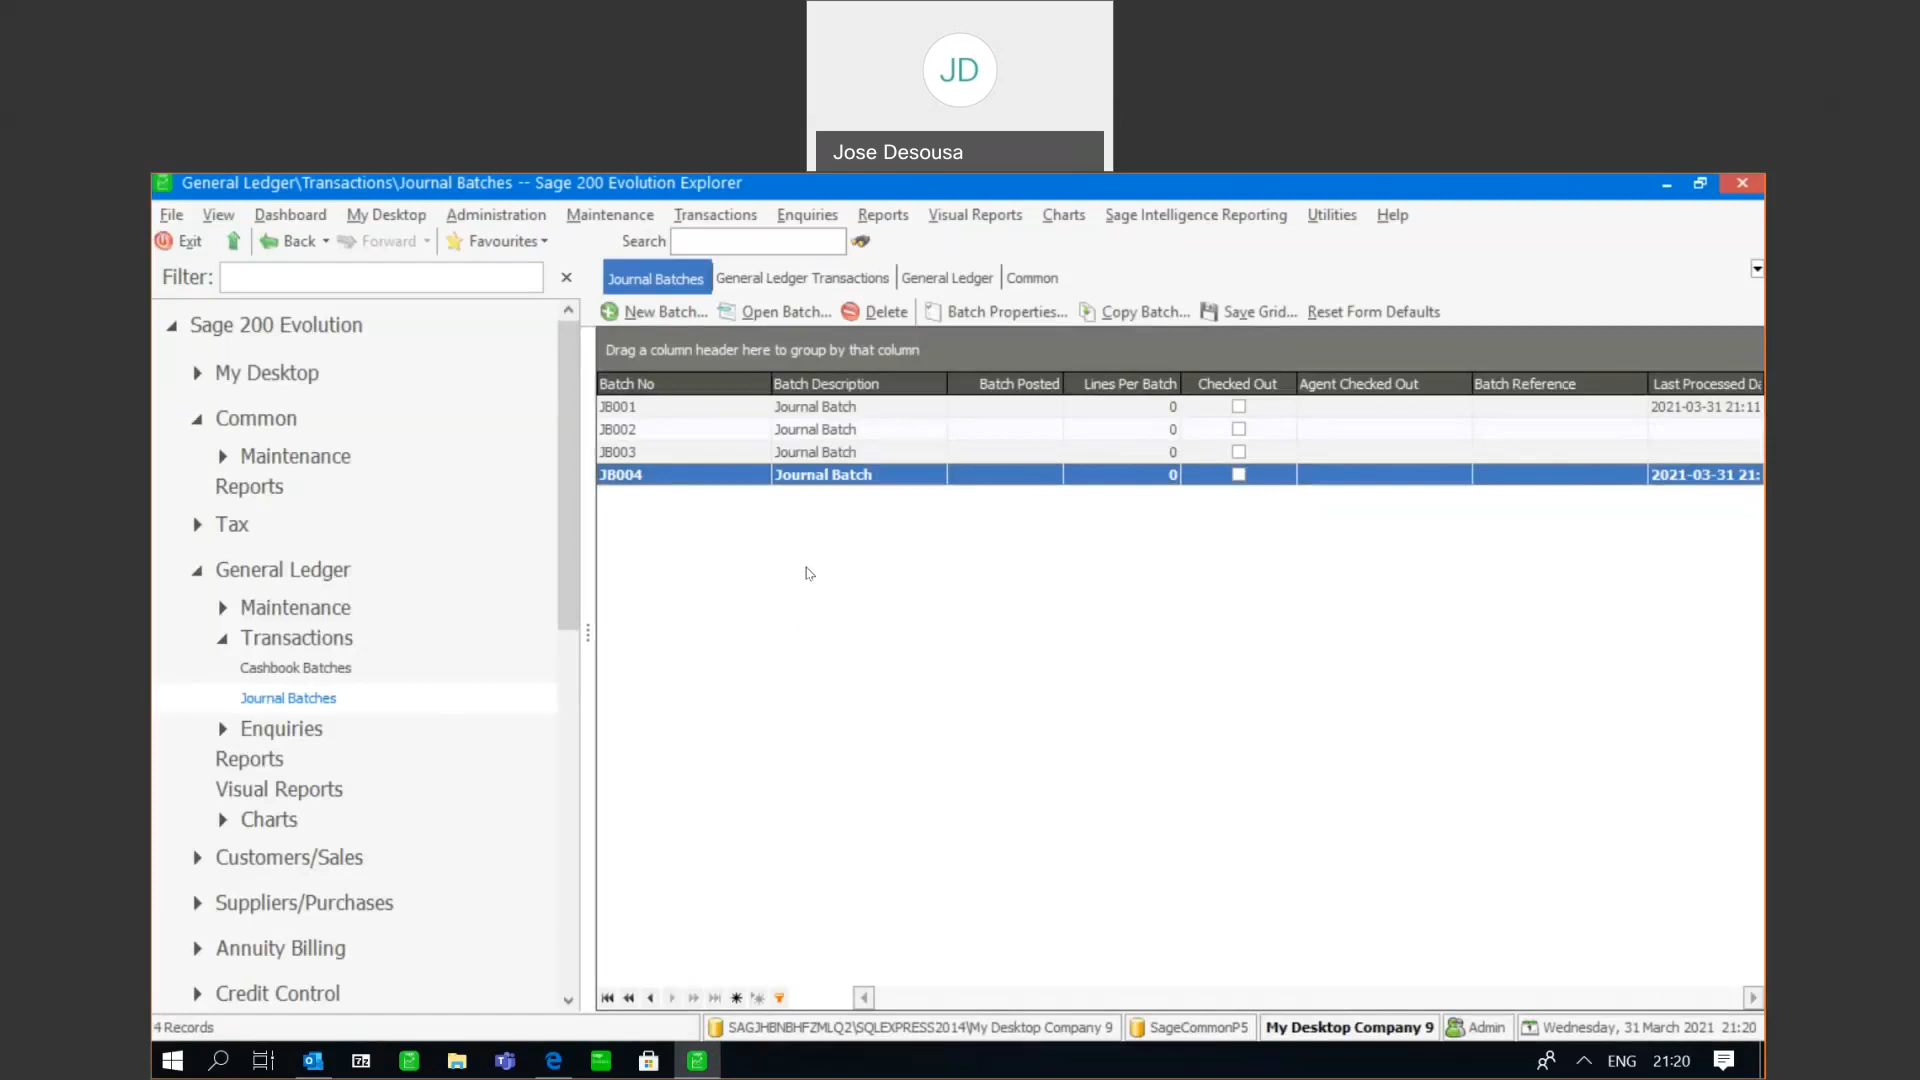 JD
Jose Desousa
General Ledger\Transactions\Journal Batches -- Sage 200 Evolution Explorer
File View Dashboard My Desktop Administration Maintenance Transactions Enquiries Reports Visual Reports Charts Sage Intelligence Reporting Utilities Help
Exit Back Forward Favourites Search
Filter:
Journal Batches General Ledger Transactions General Ledger Common
New Batch... Open Batch... Delete Batch Properties... Copy Batch... Save Grid... Reset Form Defaults
Drag a column header here to group by that column
Batch No Batch Description Batch Posted Lines Per Batch Checked Out Agent Checked Out Batch Reference Last Processed Da
JB001 Journal Batch 0 2021-03-31 21:11
JB002 Journal Batch 0
JB003 Journal Batch 0
JB004 Journal Batch 0 2021-03-31 21:
Sage 200 Evolution
My Desktop
Common
Maintenance
Reports
Tax
General Ledger
Maintenance
Transactions
Cashbook Batches
Journal Batches
Enquiries
Reports
Visual Reports
Charts
Customers/Sales
Suppliers/Purchases
Annuity Billing
Credit Control
4 Records SAGJHBNBHFZMLQ2\SQLEXPRESS2014\My Desktop Company 9 SageCommonP5 My Desktop Company 9 Admin Wednesday, 31 March 2021 21:20
7z ENG 21:20